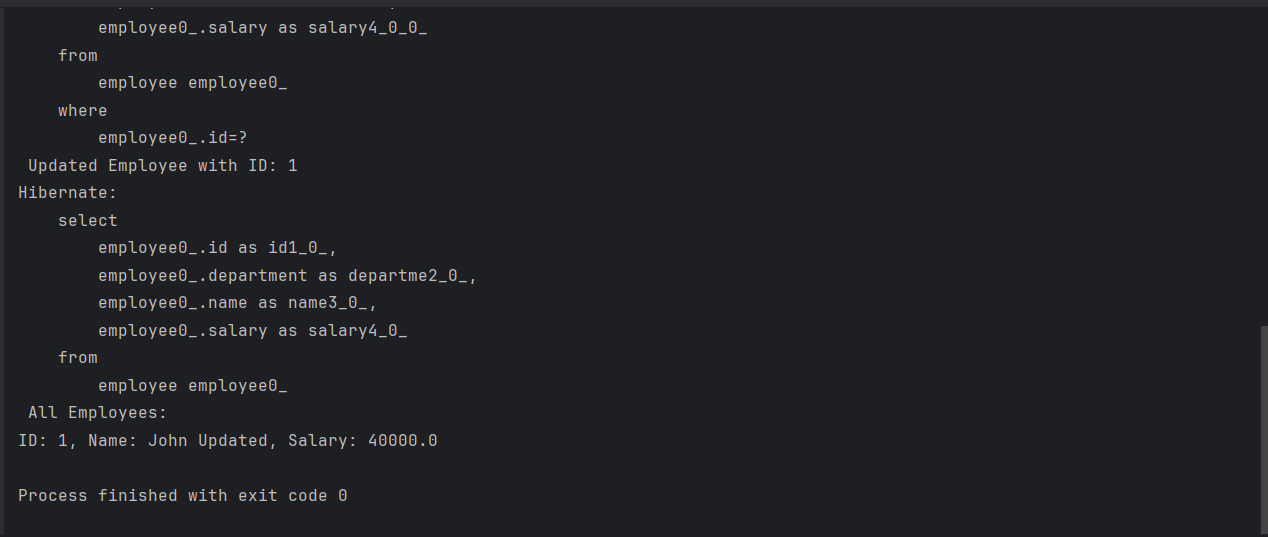 employee0_.salary as salary4_0_0_
from
employee employee0_
where
employee0_.id=?
Updated Employee with ID: 1
Hibernate:
select
employee0_.id as id1_0_,
employee0_.department as departme2_0_,
employee0_.name as name3_0_,
employee0_.salary as salary4_0_
from
employee employee0_
All Employees:
ID: 1, Name: John Updated, Salary: 40000.0
Process finished with exit code 0